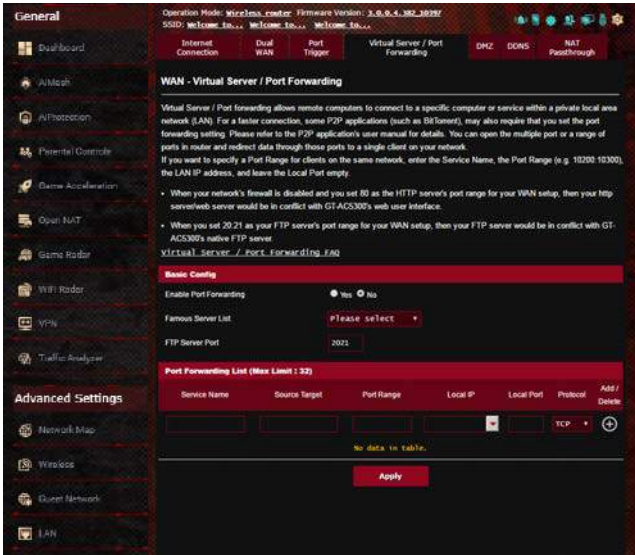 General
Dashboard
AiMesh
AiProtection
Parental Controls
Game Acceleration
Open NAT
Game Radar
WiFi Radar
VPN
Traffic Analyzer
Advanced Settings
Network Map
Wireless
Guest Network
LAN
Operation Mode: Wireless router Firmware Version: 3.0.0.4.382_10397
SSID: Welcome to... Welcome to... Welcome to...
Internet Connection
Dual WAN
Port Trigger
Virtual Server / Port Forwarding
DMZ
DDNS
NAT Passthrough
WAN - Virtual Server / Port Forwarding
Virtual Server / Port forwarding allows remote computers to connect to a specific computer or service within a private local area
network (LAN). For a faster connection, some P2P applications (such as BitTorrent), may also require that you set the port
forwarding setting. Please refer to the P2P application's user manual for details. You can open the multiple port or a range of
ports in router and redirect data through those ports to a single client on your network.
If you want to specify a Port Range for clients on the same network, enter the Service Name, the Port Range (e.g. 10200:10300),
the LAN IP address, and leave the Local Port empty.
• When your network's firewall is disabled and you set 80 as the HTTP server's port range for your WAN setup, then your http
server/web server would be in conflict with GT-AC5300's web user interface.
• When you set 20:21 as your FTP server's port range for your WAN setup, then your FTP server would be in conflict with GT-
AC5300's native FTP server.
Virtual Server / Port Forwarding FAQ
Basic Config
Enable Port Forwarding Yes No
Famous Server List Please select
FTP Server Port 2021
Port Forwarding List (Max Limit : 32)
Service Name Source Target Port Range Local IP Local Port Protocol Add / Delete
TCP
No data in table.
Apply